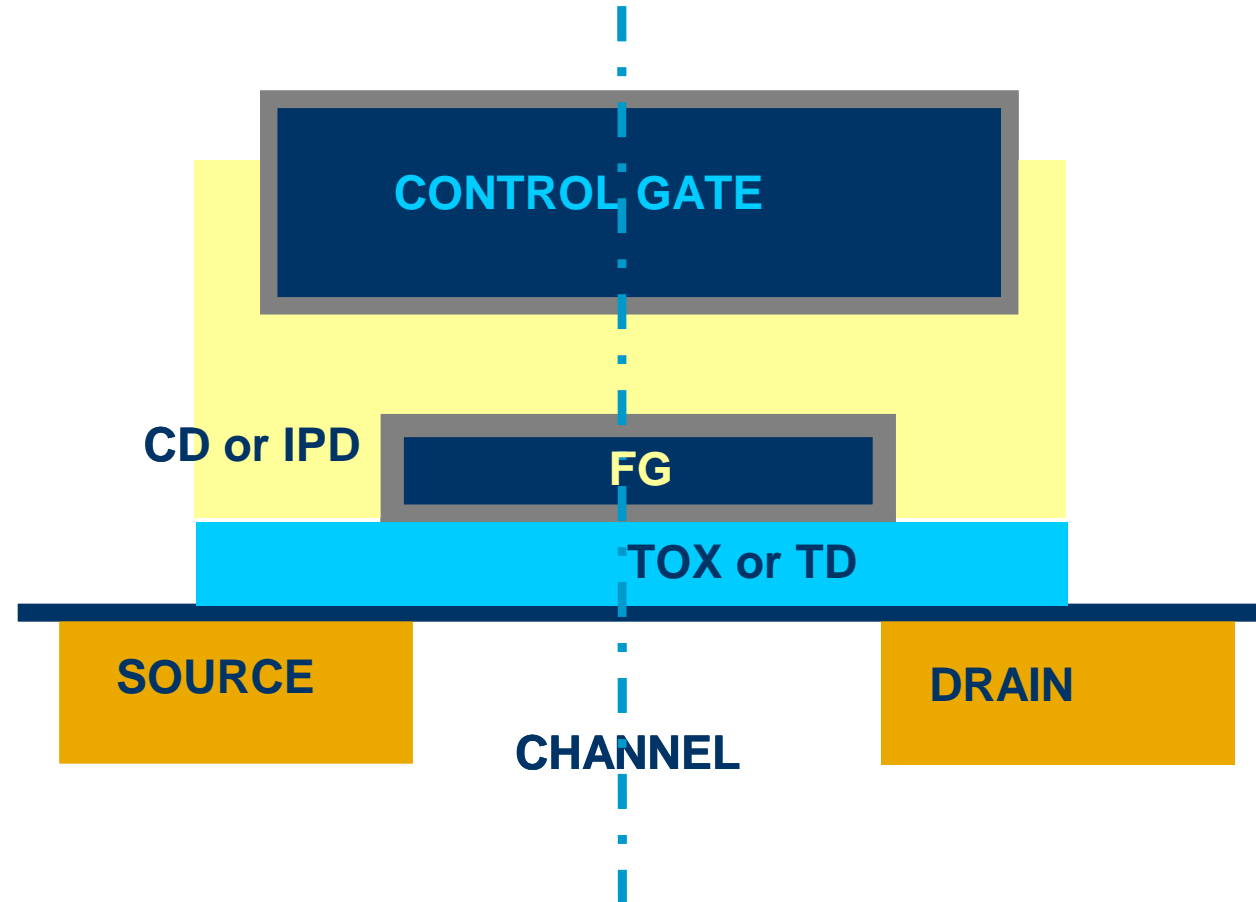 CONTROL GATE
CD or IPD
FG
TOX or TD
SOURCE
DRAIN
CHANNEL